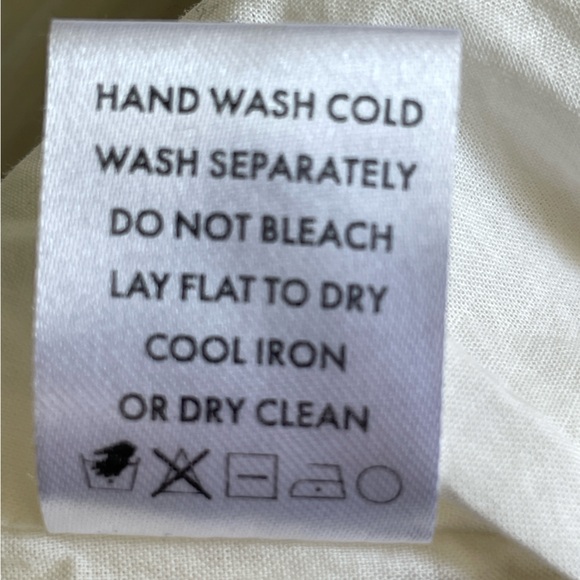 HAND WASH COLD
WASH SEPARATELY
DO NOT BLEACH
LAY FLAT TO DRY
COOL IRON
OR DRY CLEAN